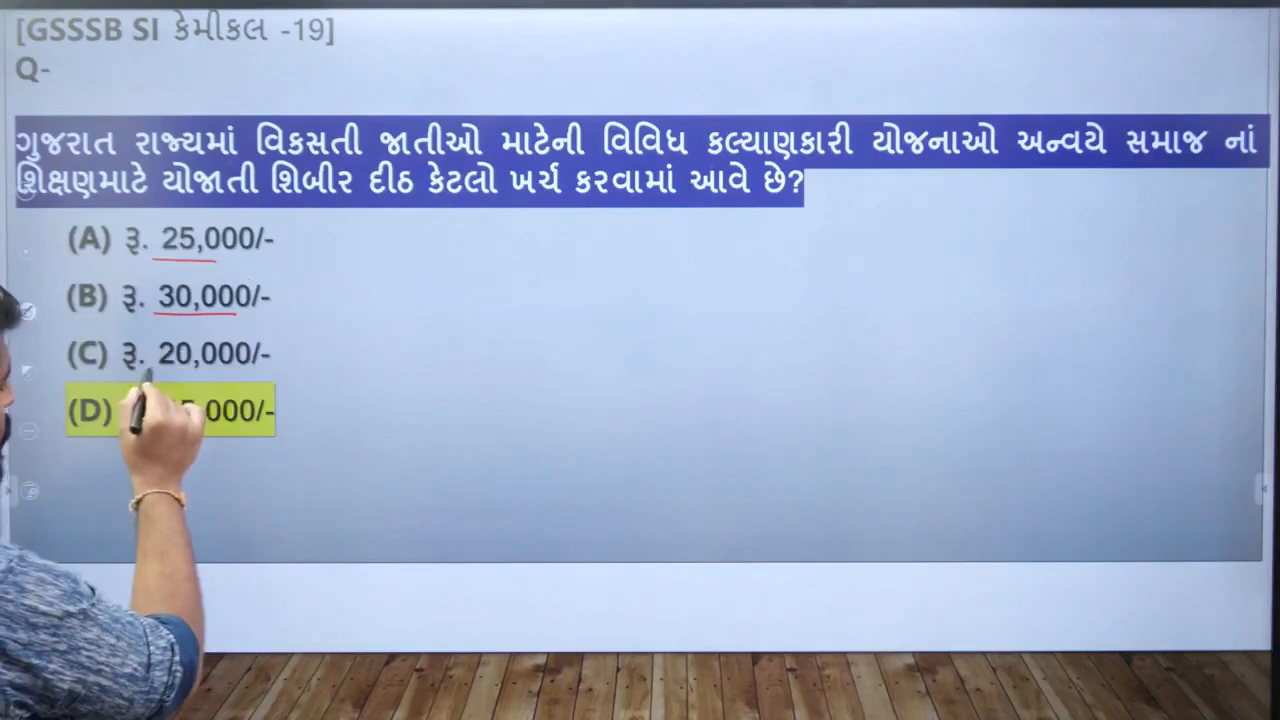 [GSSSB SI કેમીકલ -19]
Q-
ગુજરાત રાજ્યમાં વિકસતી જાતીઓ માટેની વિવિધ કલ્યાણકારી યોજનાઓ અન્વયે સમાજ નાં
શિક્ષણમાટે યોજાતી શિબીર દીઠ કેટલો ખર્ચ કરવામાં આવે છે?
(A) રૂ. 25,000/-
(B) રૂ. 30,000/-
(C) રૂ. 20,000/-
(D)